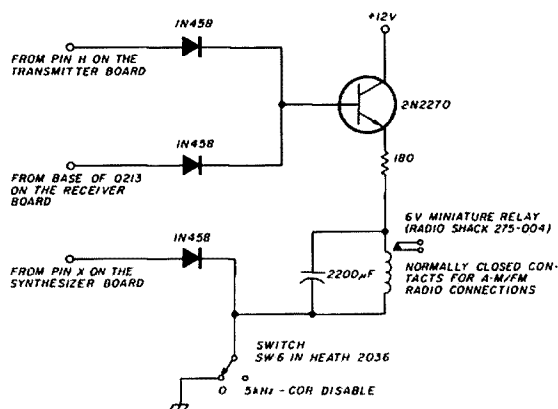 1N458
+12V
FROM PIN H ON THE
TRANSMITTER BOARD
2N2270
1N458
180
FROM BASE OF Q213
ON THE RECEIVER
BOARD
6V MINIATURE RELAY
(RADIO SHACK 275-004)
1N458
FROM PIN X ON THE
SYNTHESIZER BOARD
2200µF
NORMALLY CLOSED CON-
TACTS FOR A-M/FM
RADIO CONNECTIONS
SWITCH
SW6 IN HEATH 2036
0 5kHz - COR DISABLE